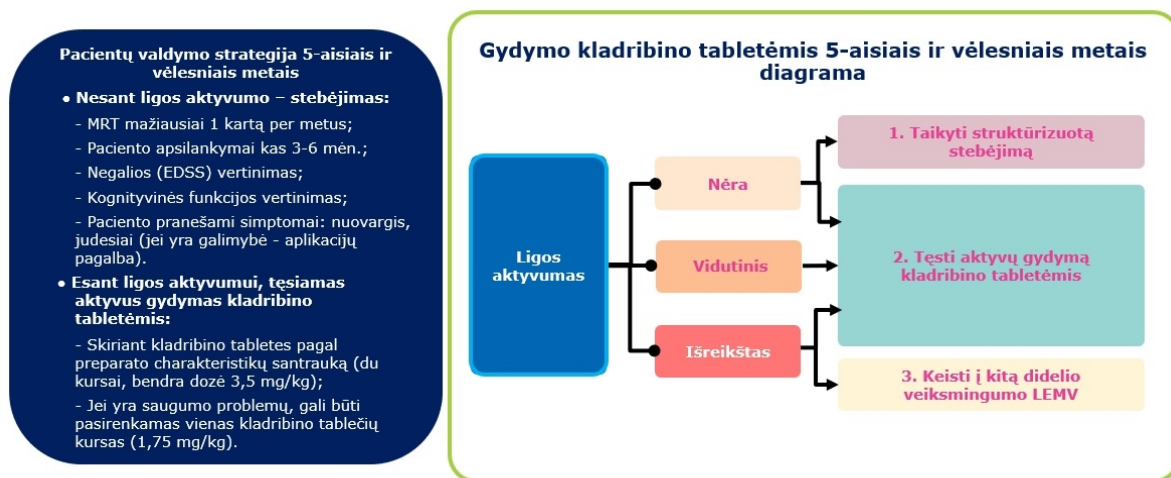 Pacientų valdymo strategija 5-aisiais ir
vėlesniais metais
• Nesant ligos aktyvumo – stebėjimas:
- MRT mažiausiai 1 kartą per metus;
- Paciento apsilankymai kas 3-6 mėn.;
- Negalios (EDSS) vertinimas;
- Kognityvinės funkcijos vertinimas;
- Paciento pranešami simptomai: nuovargis,
judesiai (jei yra galimybė - aplikacijų
pagalba).
• Esant ligos aktyvumui, tęsiamas
aktyvus gydymas kladribino
tabletėmis:
- Skiriant kladribino tabletes pagal
preparato charakteristikų santrauką (du
kursai, bendra dozė 3,5 mg/kg);
- Jei yra saugumo problemų, gali būti
pasirenkamas vienas kladribino tablečių
kursas (1,75 mg/kg).
Gydymo kladribino tabletėmis 5-aisiais ir vėlesniais metais
diagrama
Ligos
aktyvumas
Nėra
Vidutinis
Išreikštas
1. Taikyti struktūrizuotą
stebėjimą
2. Tęsti aktyvų gydymą
kladribino tabletėmis
3. Keisti į kitą didelio
veiksmingumo LEMV